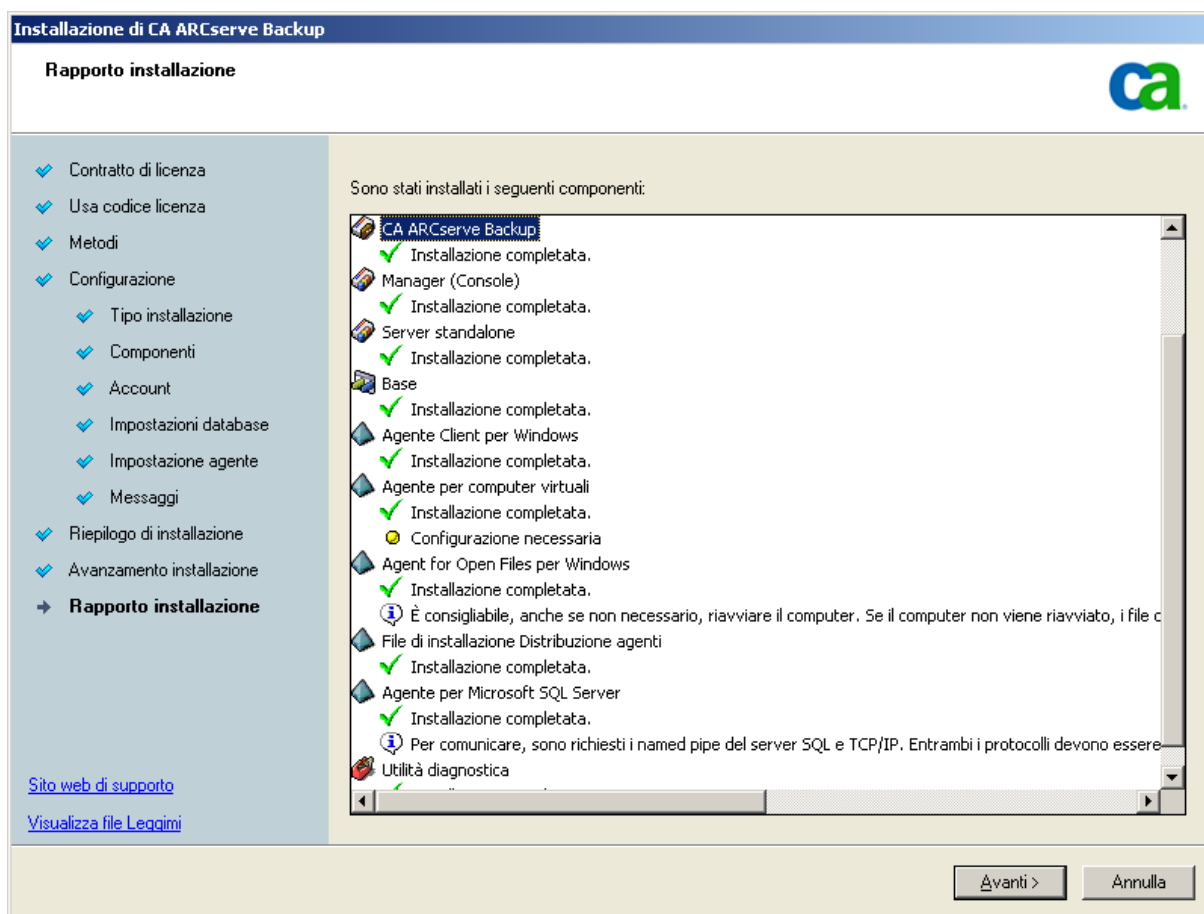 Installazione di CA ARCserve Backup
Rapporto installazione
ca
Contratto di licenza
Usa codice licenza
Metodi
Configurazione
Tipo installazione
Componenti
Account
Impostazioni database
Impostazione agente
Messaggi
Riepilogo di installazione
Avanzamento installazione
Rapporto installazione
Sito web di supporto
Visualizza file Leggimi
Sono stati installati i seguenti componenti:
CA ARCserve Backup
Installazione completata.
Manager (Console)
Installazione completata.
Server standalone
Installazione completata.
Base
Installazione completata.
Agente Client per Windows
Installazione completata.
Agente per computer virtuali
Installazione completata.
Configurazione necessaria
Agent for Open Files per Windows
Installazione completata.
È consigliabile, anche se non necessario, riavviare il computer. Se il computer non viene riavviato, i file
File di installazione Distribuzione agenti
Installazione completata.
Agente per Microsoft SQL Server
Installazione completata.
Per comunicare, sono richiesti i named pipe del server SQL e TCP/IP. Entrambi i protocolli devono essere
Utilità diagnostica
Avanti >
Annulla